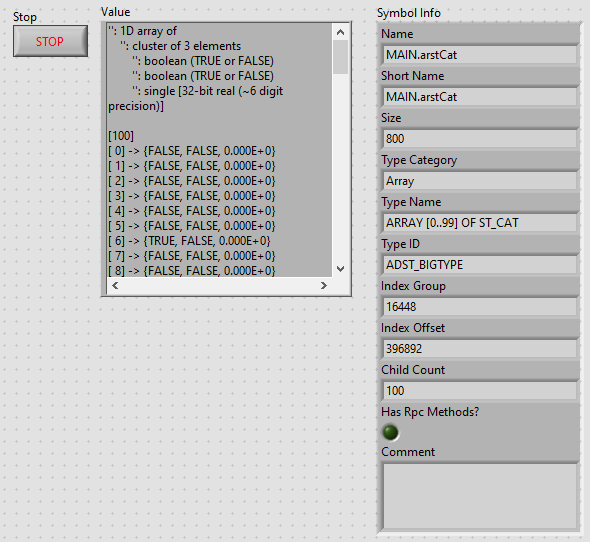 Stop
STOP
Value
'': 1D array of
'': cluster of 3 elements
'': boolean (TRUE or FALSE)
'': boolean (TRUE or FALSE)
'': single [32-bit real (~6 digit
precision)]
[100]
[ 0] -> {FALSE, FALSE, 0.000E+0}
[ 1] -> {FALSE, FALSE, 0.000E+0}
[ 2] -> {FALSE, FALSE, 0.000E+0}
[ 3] -> {FALSE, FALSE, 0.000E+0}
[ 4] -> {FALSE, FALSE, 0.000E+0}
[ 5] -> {FALSE, FALSE, 0.000E+0}
[ 6] -> {TRUE, FALSE, 0.000E+0}
[ 7] -> {FALSE, FALSE, 0.000E+0}
[ 8] -> {FALSE, FALSE, 0.000E+0}
Symbol Info
Name
MAIN.arstCat
Short Name
MAIN.arstCat
Size
800
Type Category
Array
Type Name
ARRAY [0..99] OF ST_CAT
Type ID
ADST_BIGTYPE
Index Group
16448
Index Offset
396892
Child Count
100
Has Rpc Methods?
Comment